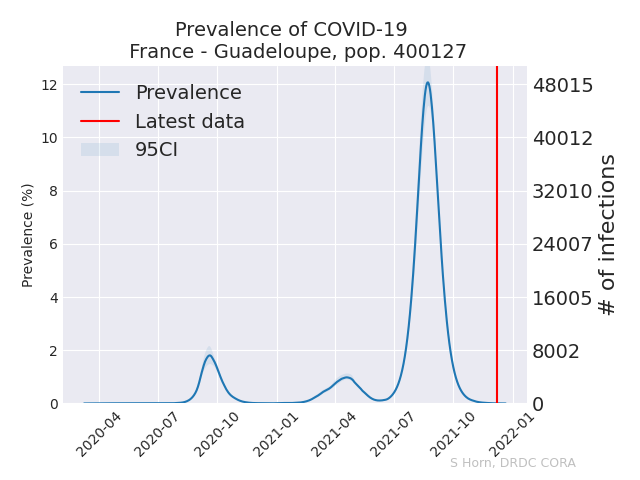 Prevalence of COVID-19
France - Guadeloupe, pop. 400127
Prevalence
Latest data
95CI
Prevalence (%)
12
10
8
6
4
2
0
48015
40012
32010
24007
16005
8002
0
# of infections
2020-04
2020-07
2020-10
2021-01
2021-04
2021-07
2021-10
2022-01
S Horn, DRDC CORA